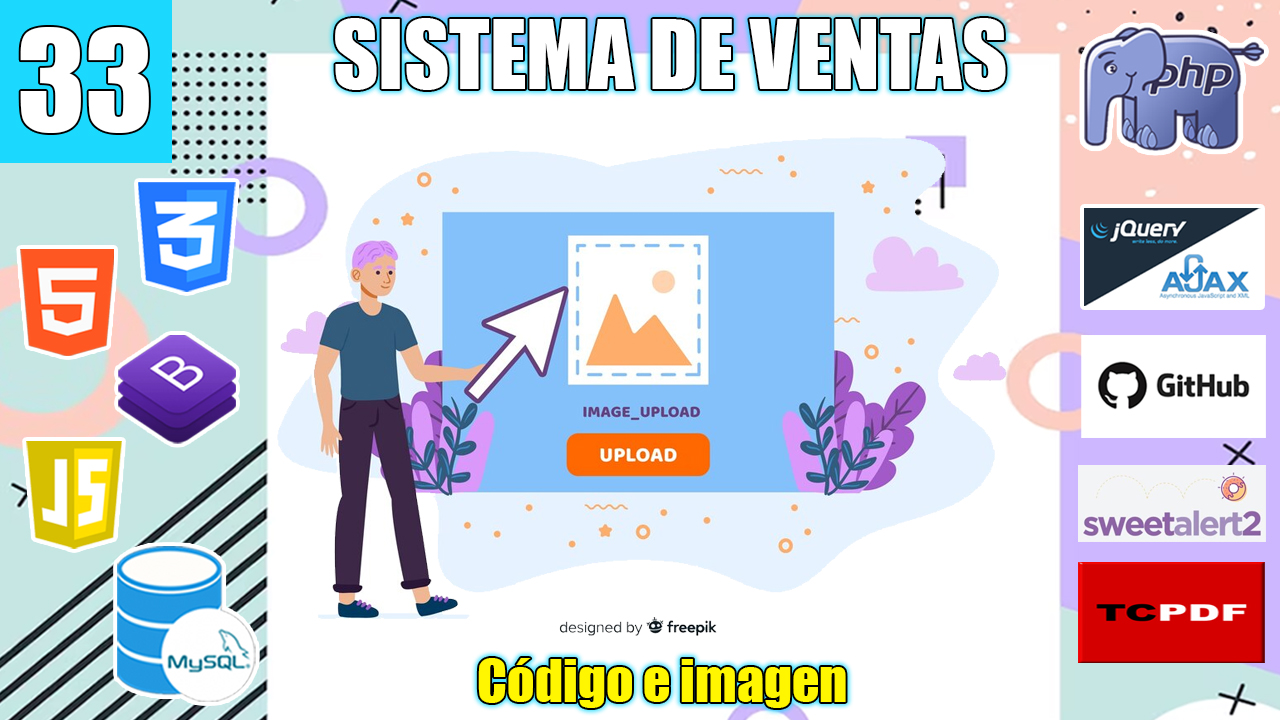 33
SISTEMA DE VENTAS
php
3
jQuery
write less, do more.
AJAX
Asynchronous JavaScript and XML
5
B
GitHub
IMAGE_UPLOAD
UPLOAD
JS
sweetalert2
TCPDF
MySQL
designed by freepik
Código e imagen